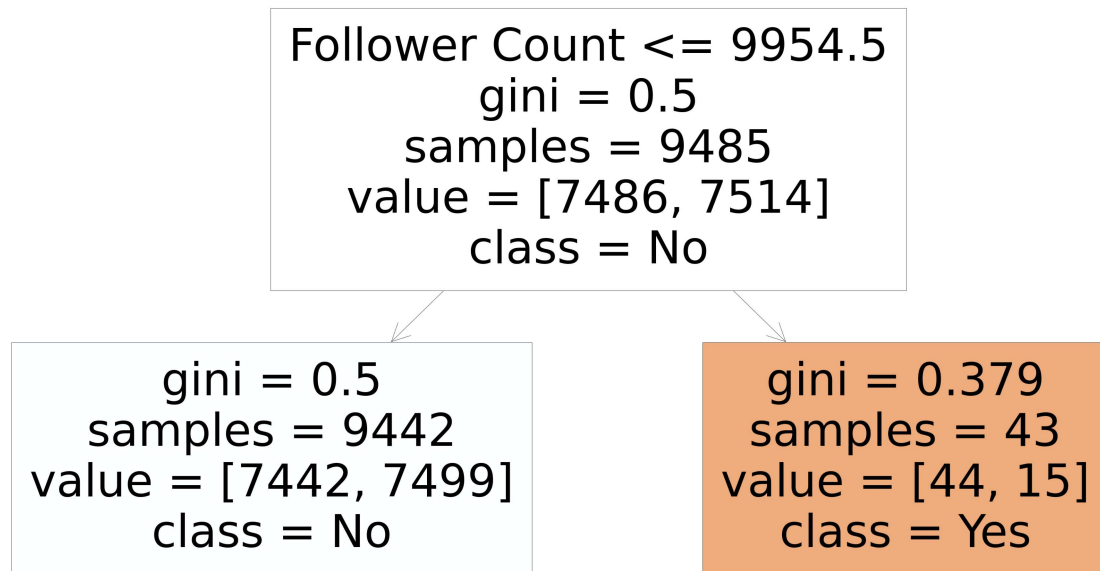 Follower Count <= 9954.5
gini = 0.5
samples = 9485
value = [7486, 7514]
class = No
gini = 0.5
samples = 9442
value = [7442, 7499]
class = No
gini = 0.379
samples = 43
value = [44, 15]
class = Yes